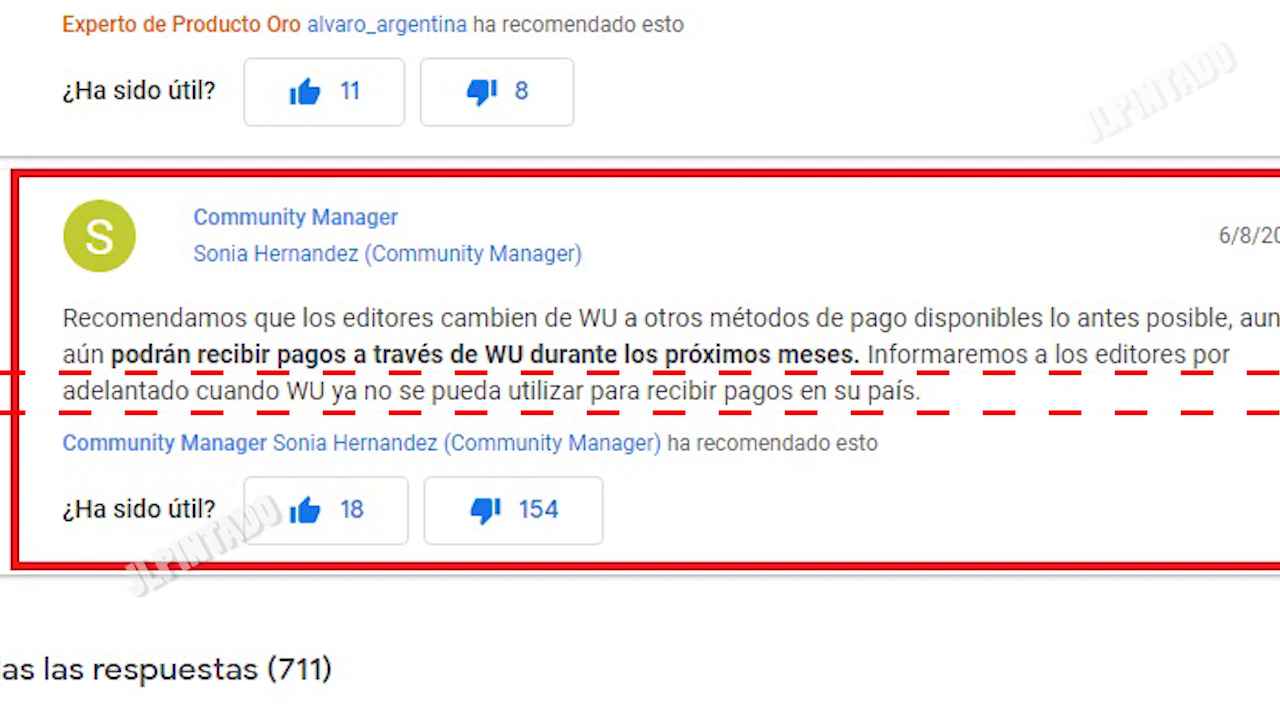 Experto de Producto Oro alvaro_argentina ha recomendado esto
¿Ha sido útil? 11 8
JLPINTADO
Community Manager
S
Sonia Hernandez (Community Manager)
6/8/20
Recomendamos que los editores cambien de WU a otros métodos de pago disponibles lo antes posible, aun
aún podrán recibir pagos a través de WU durante los próximos meses. Informaremos a los editores por
adelantado cuando WU ya no se pueda utilizar para recibir pagos en su país.
Community Manager Sonia Hernandez (Community Manager) ha recomendado esto
¿Ha sido útil? 18 154
JLPINTADO
las las respuestas (711)